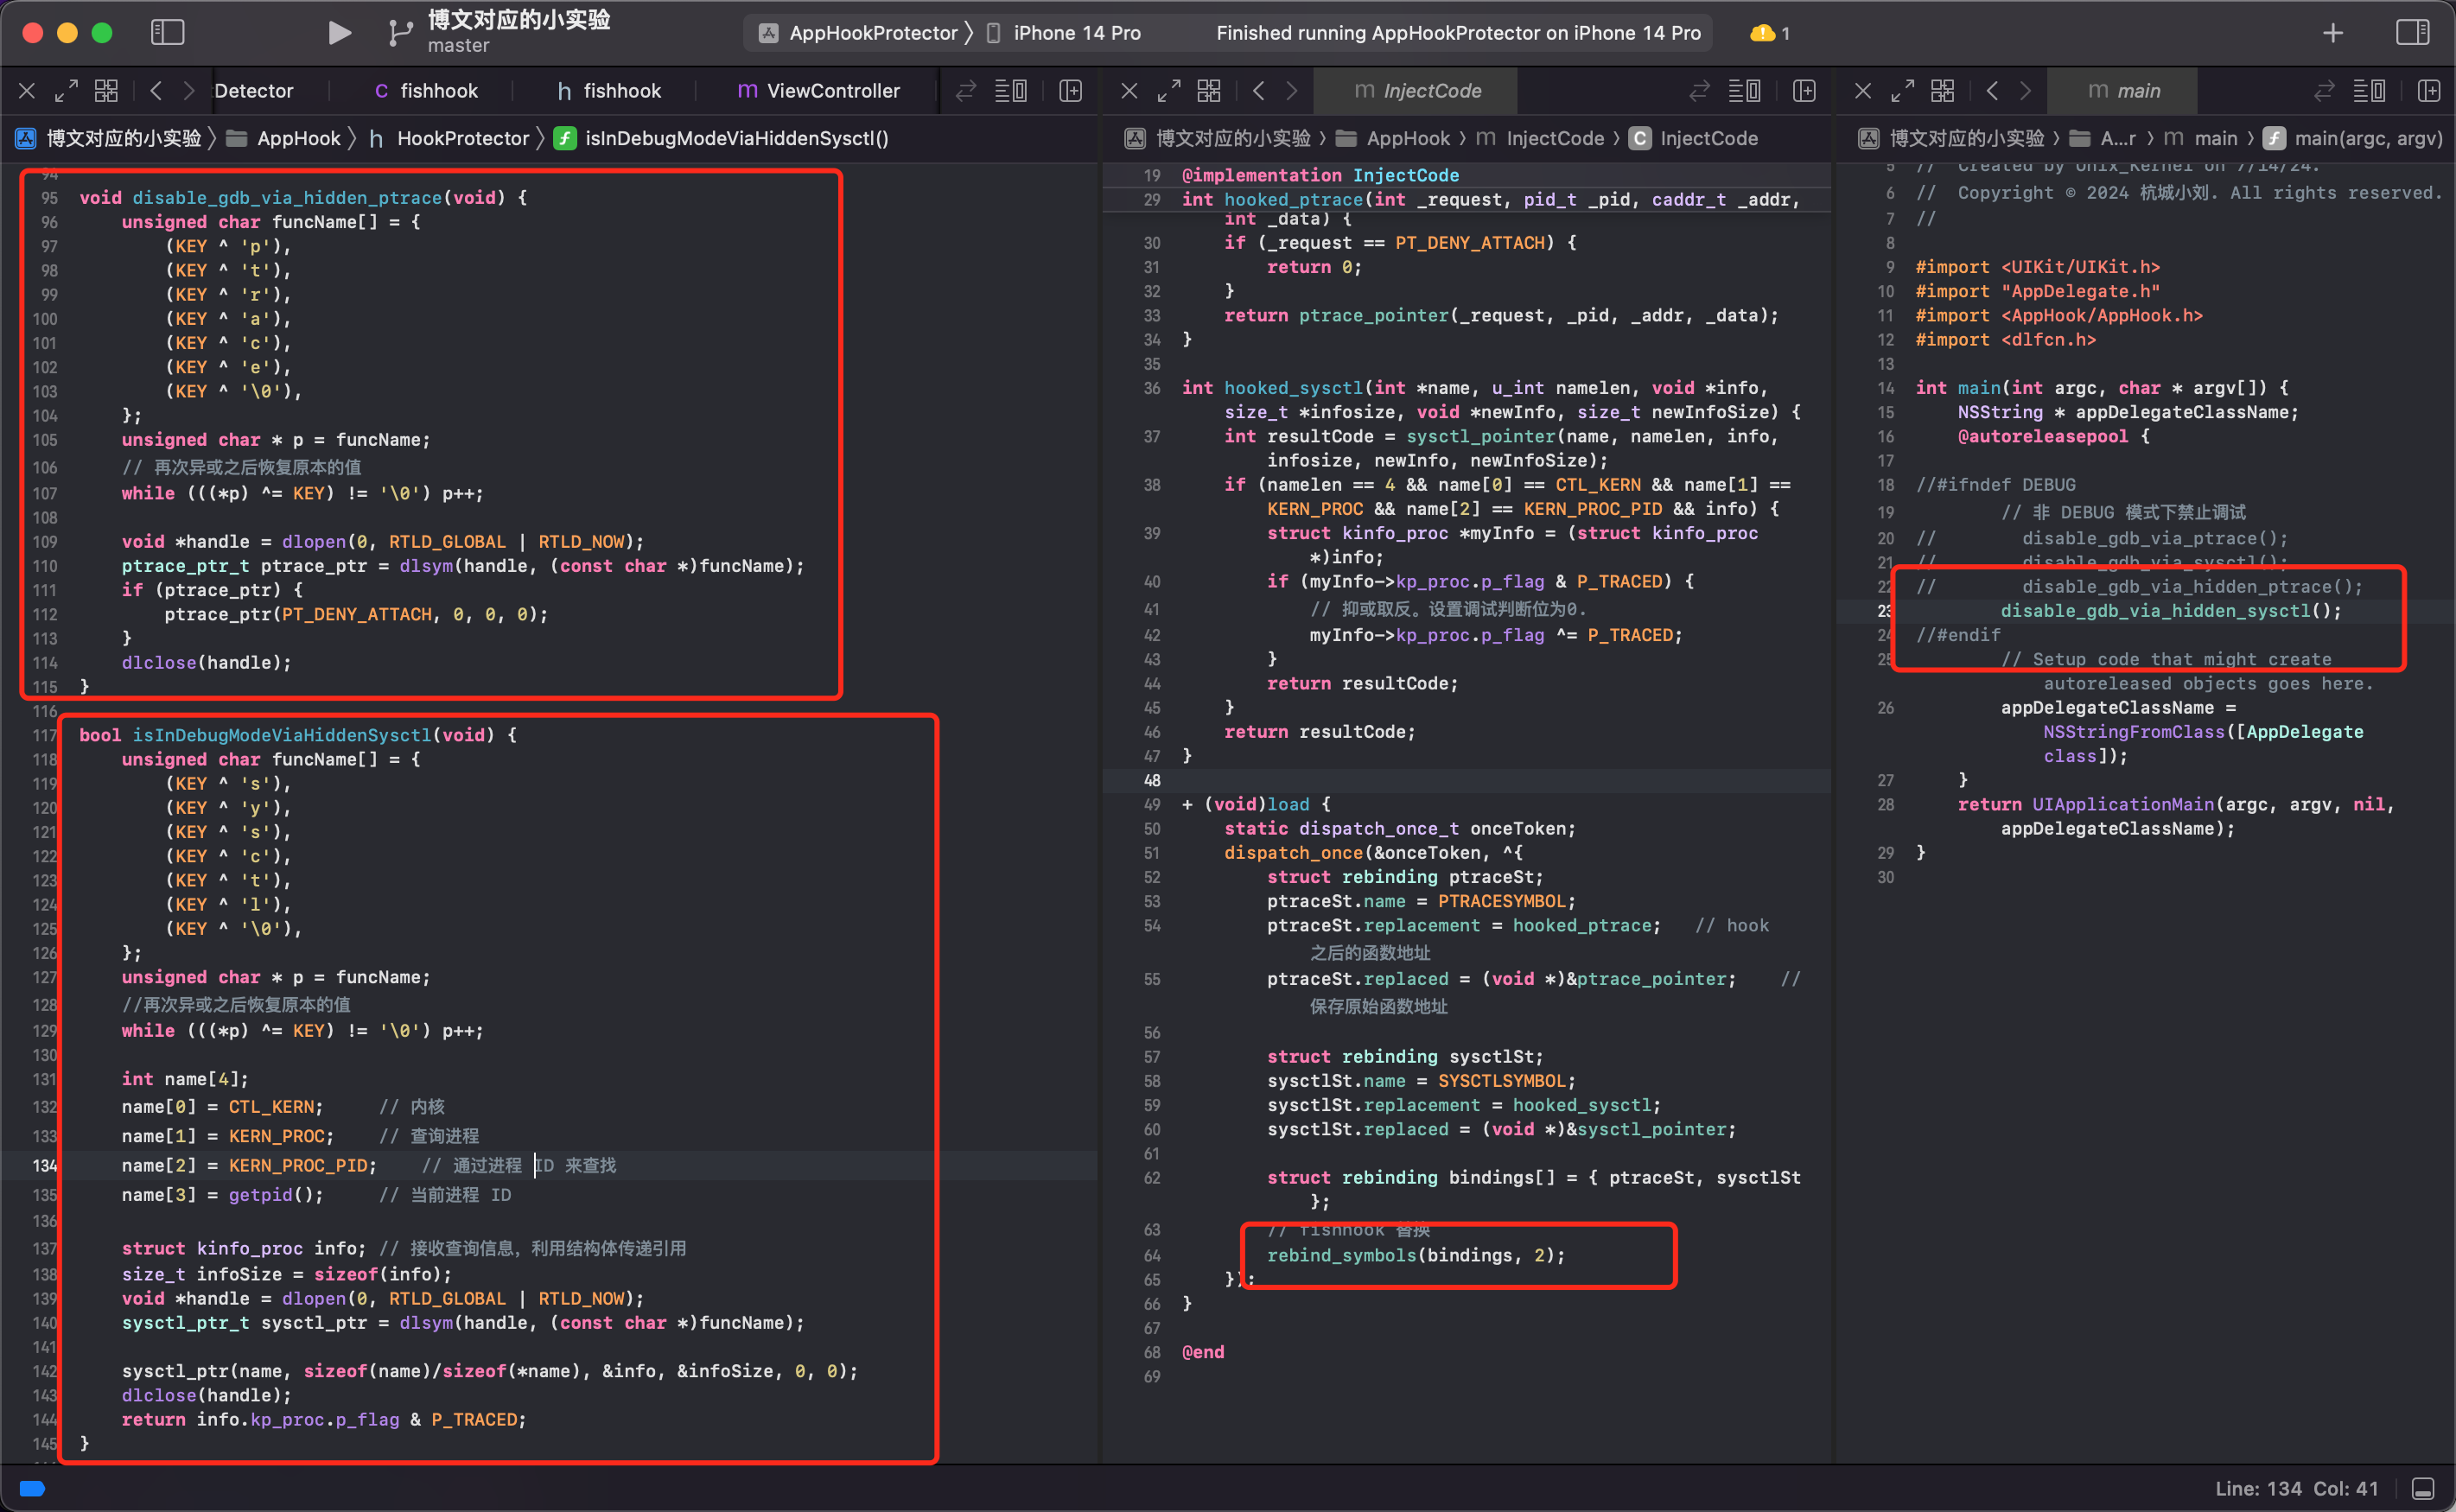 博文对应的小实验
master
AppHookProtector 〉 iPhone 14 Pro
Finished running AppHookProtector on iPhone 14 Pro
1
Detector
C fishhook
h fishhook
m ViewController
博文对应的小实验 〉 AppHook 〉 h HookProtector 〉 f isInDebugModeViaHiddenSysctl()
94
95 void disable_gdb_via_hidden_ptrace(void) {
96 unsigned char funcName[] = {
97 (KEY ^ 'p'),
98 (KEY ^ 't'),
99 (KEY ^ 'r'),
100 (KEY ^ 'a'),
101 (KEY ^ 'c'),
102 (KEY ^ 'e'),
103 (KEY ^ '\0'),
104 };
105 unsigned char * p = funcName;
106 // 再次异或之后恢复原本的值
107 while (((*p) ^= KEY) != '\0') p++;
108
109 void *handle = dlopen(0, RTLD_GLOBAL | RTLD_NOW);
110 ptrace_ptr_t ptrace_ptr = dlsym(handle, (const char *)funcName);
111 if (ptrace_ptr) {
112 ptrace_ptr(PT_DENY_ATTACH, 0, 0, 0);
113 }
114 dlclose(handle);
115 }
116
117 bool isInDebugModeViaHiddenSysctl(void) {
118 unsigned char funcName[] = {
119 (KEY ^ 's'),
120 (KEY ^ 'y'),
121 (KEY ^ 's'),
122 (KEY ^ 'c'),
123 (KEY ^ 't'),
124 (KEY ^ 'l'),
125 (KEY ^ '\0'),
126 };
127 unsigned char * p = funcName;
128 //再次异或之后恢复原本的值
129 while (((*p) ^= KEY) != '\0') p++;
130
131 int name[4];
132 name[0] = CTL_KERN; // 内核
133 name[1] = KERN_PROC; // 查询进程
134 name[2] = KERN_PROC_PID; // 通过进程 ID 来查找
135 name[3] = getpid(); // 当前进程 ID
136
137 struct kinfo_proc info; // 接收查询信息，利用结构体传递引用
138 size_t infoSize = sizeof(info);
139 void *handle = dlopen(0, RTLD_GLOBAL | RTLD_NOW);
140 sysctl_ptr_t sysctl_ptr = dlsym(handle, (const char *)funcName);
141
142 sysctl_ptr(name, sizeof(name)/sizeof(*name), &info, &infoSize, 0, 0);
143 dlclose(handle);
144 return info.kp_proc.p_flag & P_TRACED;
145 }
m InjectCode
博文对应的小实验 〉 AppHook 〉 m InjectCode 〉 C InjectCode
19 @implementation InjectCode
29 int hooked_ptrace(int _request, pid_t _pid, caddr_t _addr,
int _data) {
30 if (_request == PT_DENY_ATTACH) {
31 return 0;
32 }
33 return ptrace_pointer(_request, _pid, _addr, _data);
34 }
35
36 int hooked_sysctl(int *name, u_int namelen, void *info,
size_t *infosize, void *newInfo, size_t newInfoSize) {
37 int resultCode = sysctl_pointer(name, namelen, info,
infosize, newInfo, newInfoSize);
38 if (namelen == 4 && name[0] == CTL_KERN && name[1] ==
KERN_PROC && name[2] == KERN_PROC_PID && info) {
39 struct kinfo_proc *myInfo = (struct kinfo_proc
*)info;
40 if (myInfo->kp_proc.p_flag & P_TRACED) {
41 // 抑或取反。设置调试判断位为0.
42 myInfo->kp_proc.p_flag ^= P_TRACED;
43 }
44 return resultCode;
45 }
46 return resultCode;
47 }
48
49 + (void)load {
50 static dispatch_once_t onceToken;
51 dispatch_once(&onceToken, ^{
52 struct rebinding ptraceSt;
53 ptraceSt.name = PTRACESYMBOL;
54 ptraceSt.replacement = hooked_ptrace; // hook
之后的函数地址
55 ptraceSt.replaced = (void *)&ptrace_pointer; //
保存原始函数地址
56
57 struct rebinding sysctlSt;
58 sysctlSt.name = SYSCTLSYMBOL;
59 sysctlSt.replacement = hooked_sysctl;
60 sysctlSt.replaced = (void *)&sysctl_pointer;
61
62 struct rebinding bindings[] = { ptraceSt, sysctlSt
};
63 // fishhook 替换
64 rebind_symbols(bindings, 2);
65 });
66 }
67
68 @end
69
m main
博文对应的小实验 〉 A...r 〉 m main 〉 f main(argc, argv)
5 // Created by Unix_Kernel on 7/14/24.
6 // Copyright © 2024 杭城小刘. All rights reserved.
7 //
8
9 #import <UIKit/UIKit.h>
10 #import "AppDelegate.h"
11 #import <AppHook/AppHook.h>
12 #import <dlfcn.h>
13
14 int main(int argc, char * argv[]) {
15 NSString * appDelegateClassName;
16 @autoreleasepool {
17
18 //#ifndef DEBUG
19 // 非 DEBUG 模式下禁止调试
20 // disable_gdb_via_ptrace();
21 // disable_gdb_via_sysctl();
22 // disable_gdb_via_hidden_ptrace();
23 disable_gdb_via_hidden_sysctl();
24 //#endif
25 // Setup code that might create
autoreleased objects goes here.
26 appDelegateClassName =
NSStringFromClass([AppDelegate
class]);
27 }
28 return UIApplicationMain(argc, argv, nil,
appDelegateClassName);
29 }
30
Line: 134 Col: 41